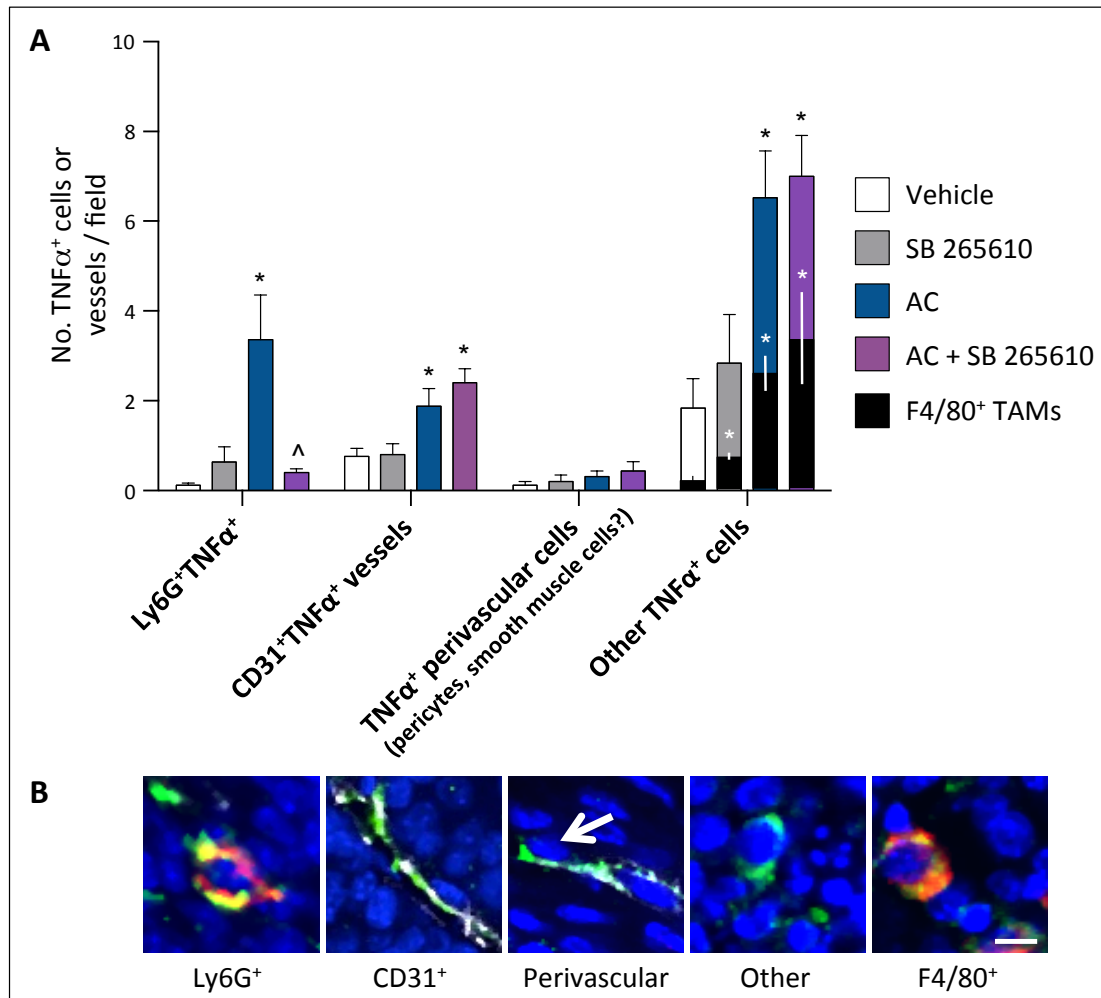 A
No. TNFα⁺ cells or
vessels / field
10
8
6
4
2
0
*
^
*
*
*
*
*
*
*
Vehicle
SB 265610
AC
AC + SB 265610
F4/80⁺ TAMs
Ly6G⁺TNFα⁺
CD31⁺TNFα⁺ vessels
TNFα⁺ perivascular cells
(pericytes, smooth muscle cells?)
Other TNFα⁺ cells
B
Ly6G⁺
CD31⁺
Perivascular
Other
F4/80⁺